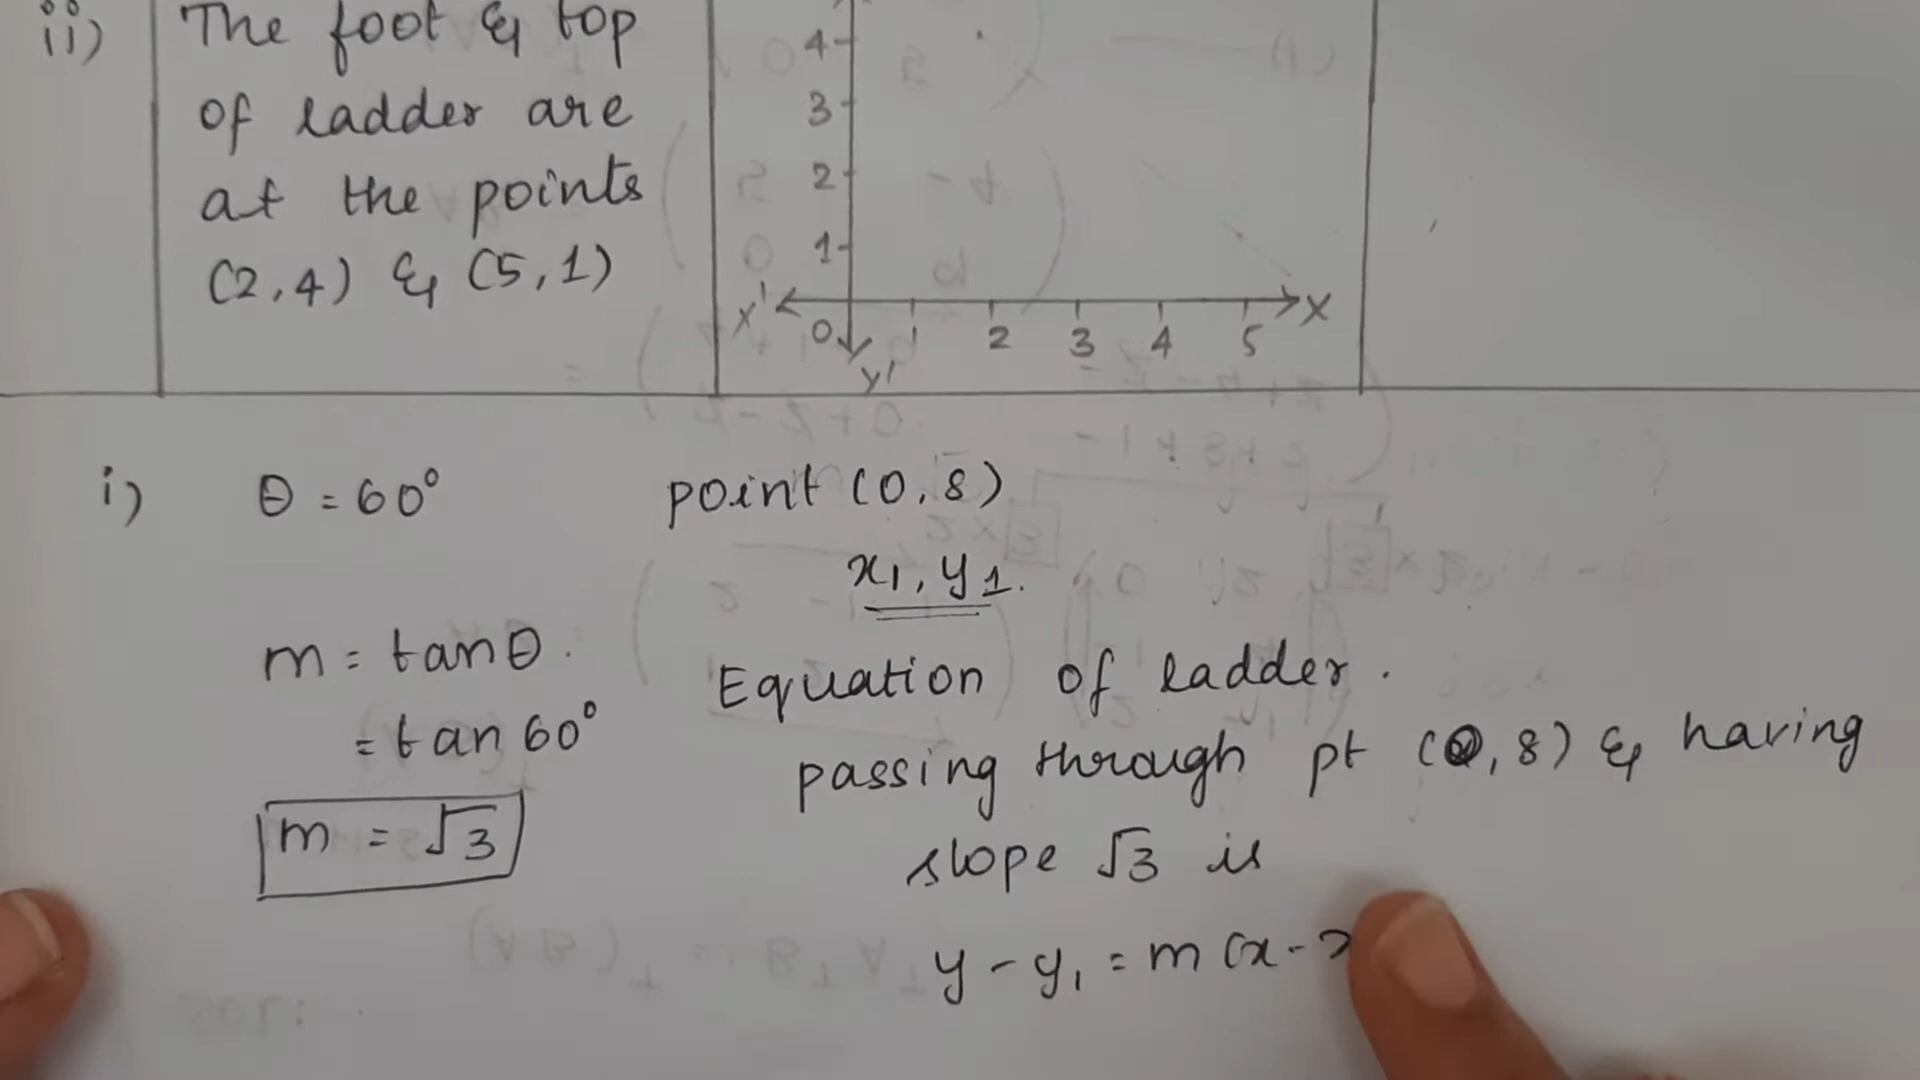 ii)
The foot & top
of ladder are
at the points
(2,4) & (5,1)
4
3
2
1
X' 0 1 2 3 4 5 X
Y'
i) θ = 60° point (0,8)
x1, y1.
m = tanθ.
= tan 60°
m = √3
Equation of ladder.
passing through pt (0,8) & having
slope √3 is
y - y1 = m (x -